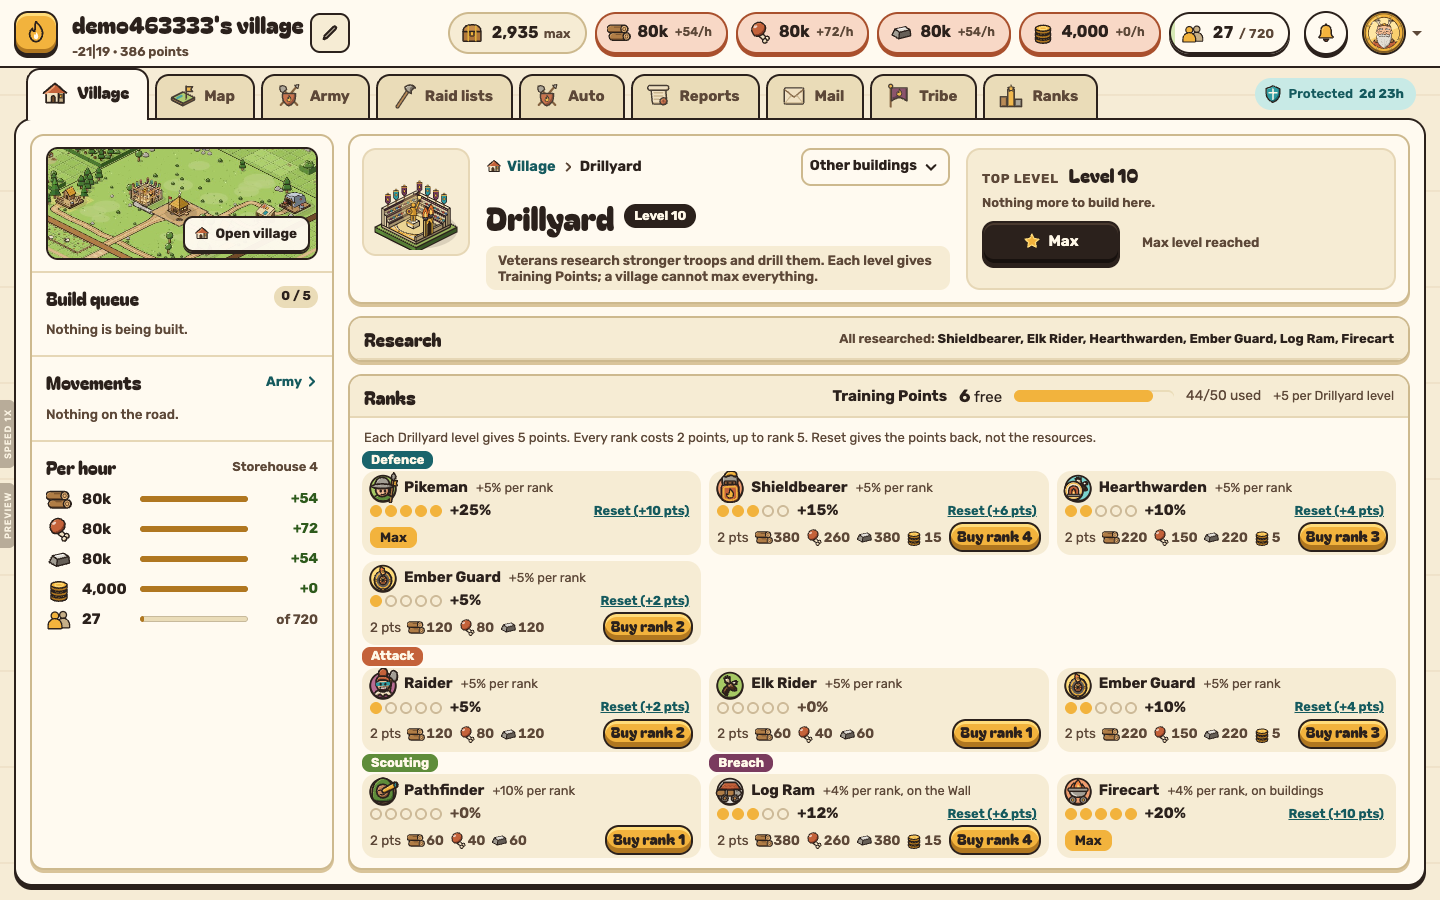 demo463333's village
-21|19 • 386 points
2,935 max
80k +54/h
80k +72/h
80k +54/h
4,000 +0/h
27 / 720
Village
Map
Army
Raid lists
Auto
Reports
Mail
Tribe
Ranks
Protected 2d 23h
SPEED 1X
PREVIEW
Open village
Build queue 0 / 5
Nothing is being built.
Movements Army
Nothing on the road.
Per hour Storehouse 4
80k +54
80k +72
80k +54
4,000 +0
27 of 720
Village > Drillyard
Other buildings
Drillyard Level 10
Veterans research stronger troops and drill them. Each level gives
Training Points; a village cannot max everything.
TOP LEVEL Level 10
Nothing more to build here.
Max
Max level reached
Research
All researched: Shieldbearer, Elk Rider, Hearthwarden, Ember Guard, Log Ram, Firecart
Ranks
Training Points 6 free 44/50 used +5 per Drillyard level
Each Drillyard level gives 5 points. Every rank costs 2 points, up to rank 5. Reset gives the points back, not the resources.
Defence
Pikeman +5% per rank
+25% Reset (+10 pts)
Max
Shieldbearer +5% per rank
+15% Reset (+6 pts)
2 pts 380 260 380 15 Buy rank 4
Hearthwarden +5% per rank
+10% Reset (+4 pts)
2 pts 220 150 220 5 Buy rank 3
Ember Guard +5% per rank
+5% Reset (+2 pts)
2 pts 120 80 120 Buy rank 2
Attack
Raider +5% per rank
+5% Reset (+2 pts)
2 pts 120 80 120 Buy rank 2
Elk Rider +5% per rank
+0%
2 pts 60 40 60 Buy rank 1
Ember Guard +5% per rank
+10% Reset (+4 pts)
2 pts 220 150 220 5 Buy rank 3
Scouting
Pathfinder +10% per rank
+0%
2 pts 60 40 60 Buy rank 1
Breach
Log Ram +4% per rank, on the Wall
+12% Reset (+6 pts)
2 pts 380 260 380 15 Buy rank 4
Firecart +4% per rank, on buildings
+20% Reset (+10 pts)
Max